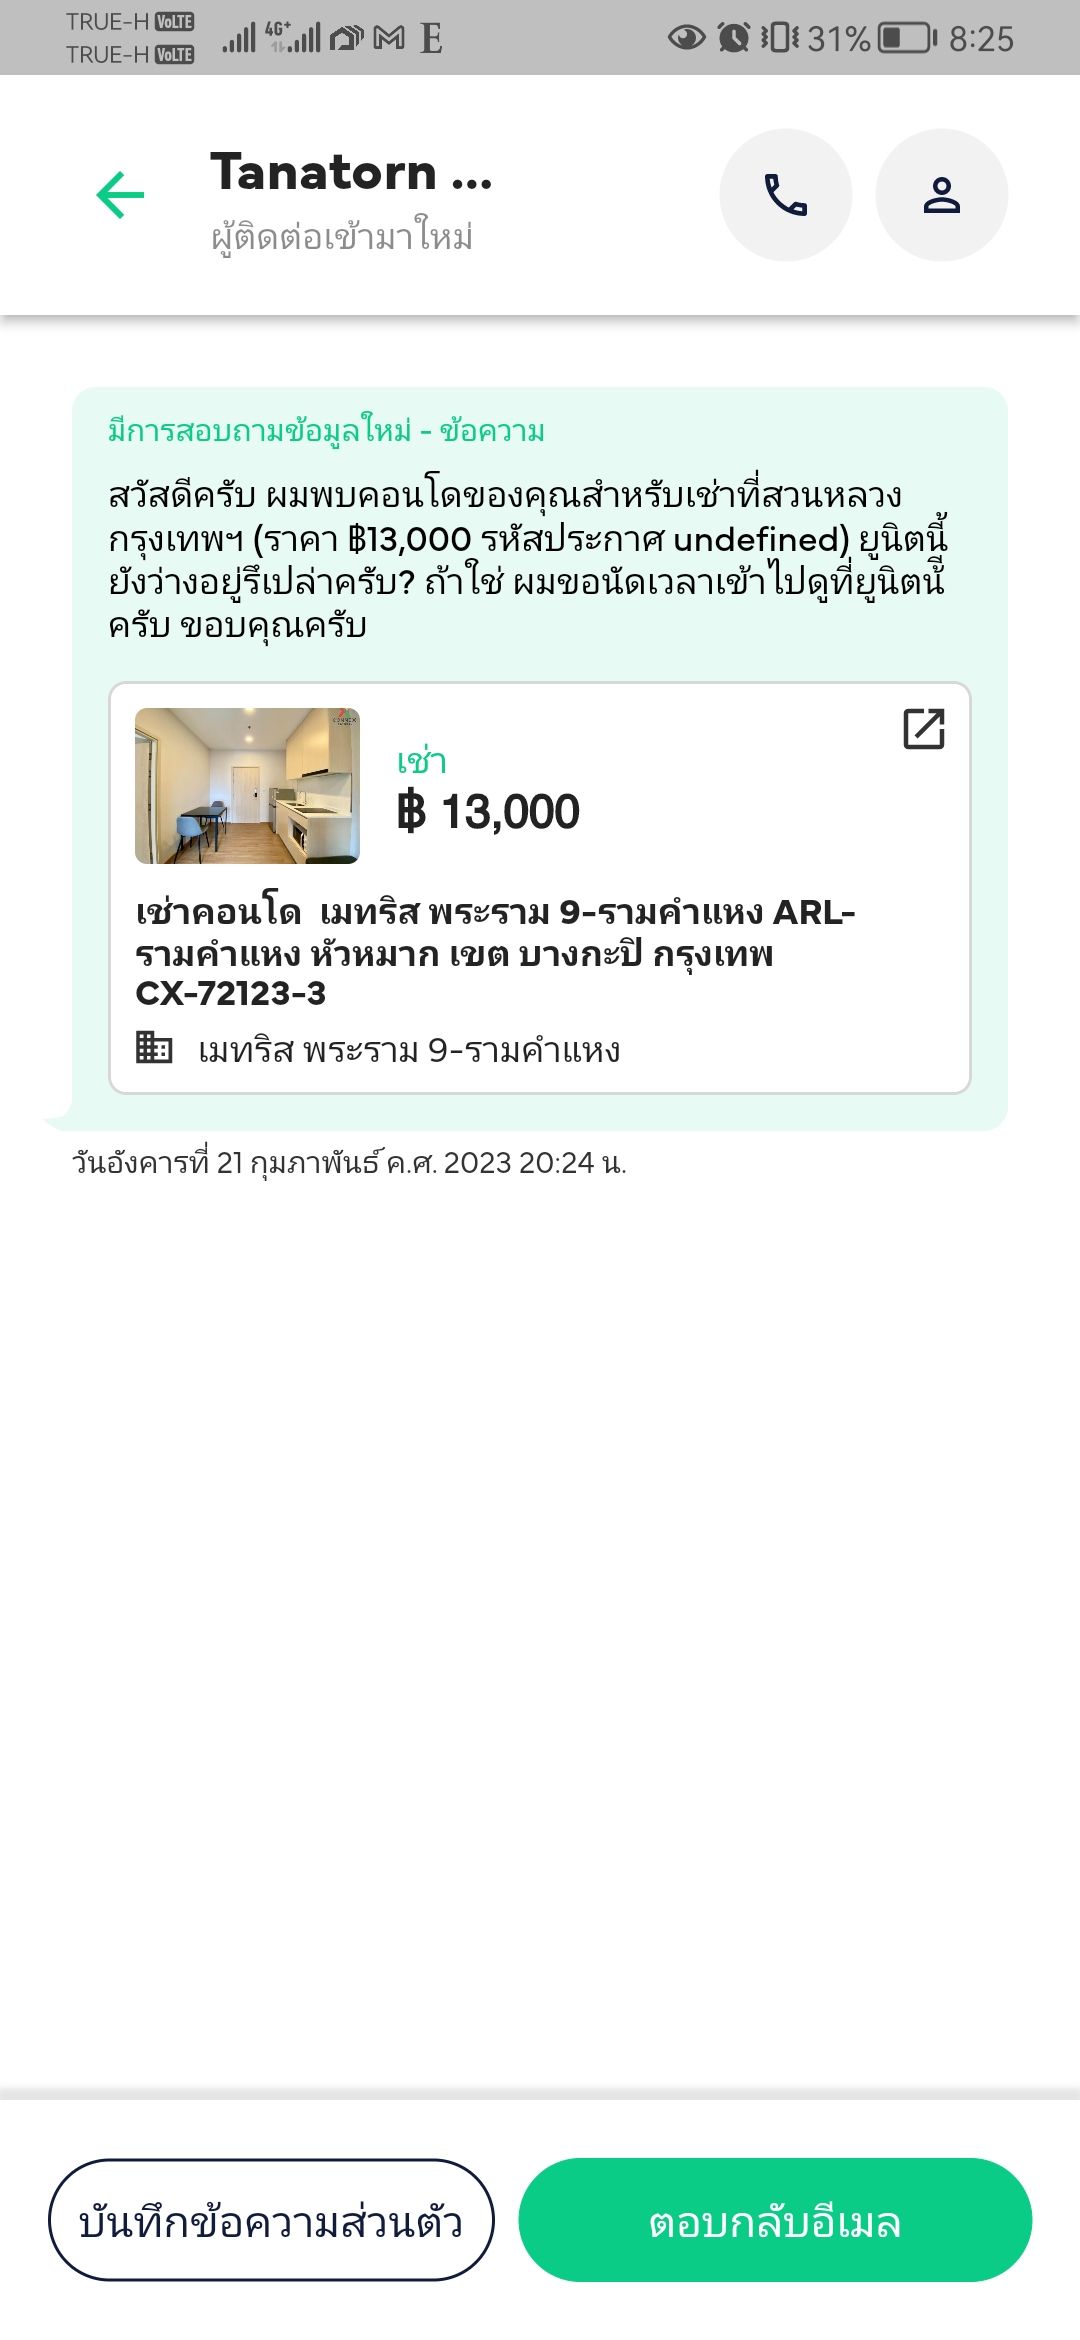 TRUE-H VoLTE
TRUE-H VoLTE
4G+
E
31%
8:25
Tanatorn ...
ผู้ติดต่อเข้ามาใหม่
มีการสอบถามข้อมูลใหม่ - ข้อความ
สวัสดีครับ ผมพบคอนโดของคุณสำหรับเช่าที่สวนหลวง
กรุงเทพฯ (ราคา ฿13,000 รหัสประกาศ undefined) ยูนิตนี้
ยังว่างอยู่รึเปล่าครับ? ถ้าใช่ ผมขอนัดเวลาเข้าไปดูที่ยูนิตนี้
ครับ ขอบคุณครับ
เช่า
฿ 13,000
เช่าคอนโด เมทริส พระราม 9-รามคำแหง ARL-
รามคำแหง หัวหมาก เขต บางกะปิ กรุงเทพ
CX-72123-3
เมทริส พระราม 9-รามคำแหง
วันอังคารที่ 21 กุมภาพันธ์ ค.ศ. 2023 20:24 น.
บันทึกข้อความส่วนตัว
ตอบกลับอีเมล